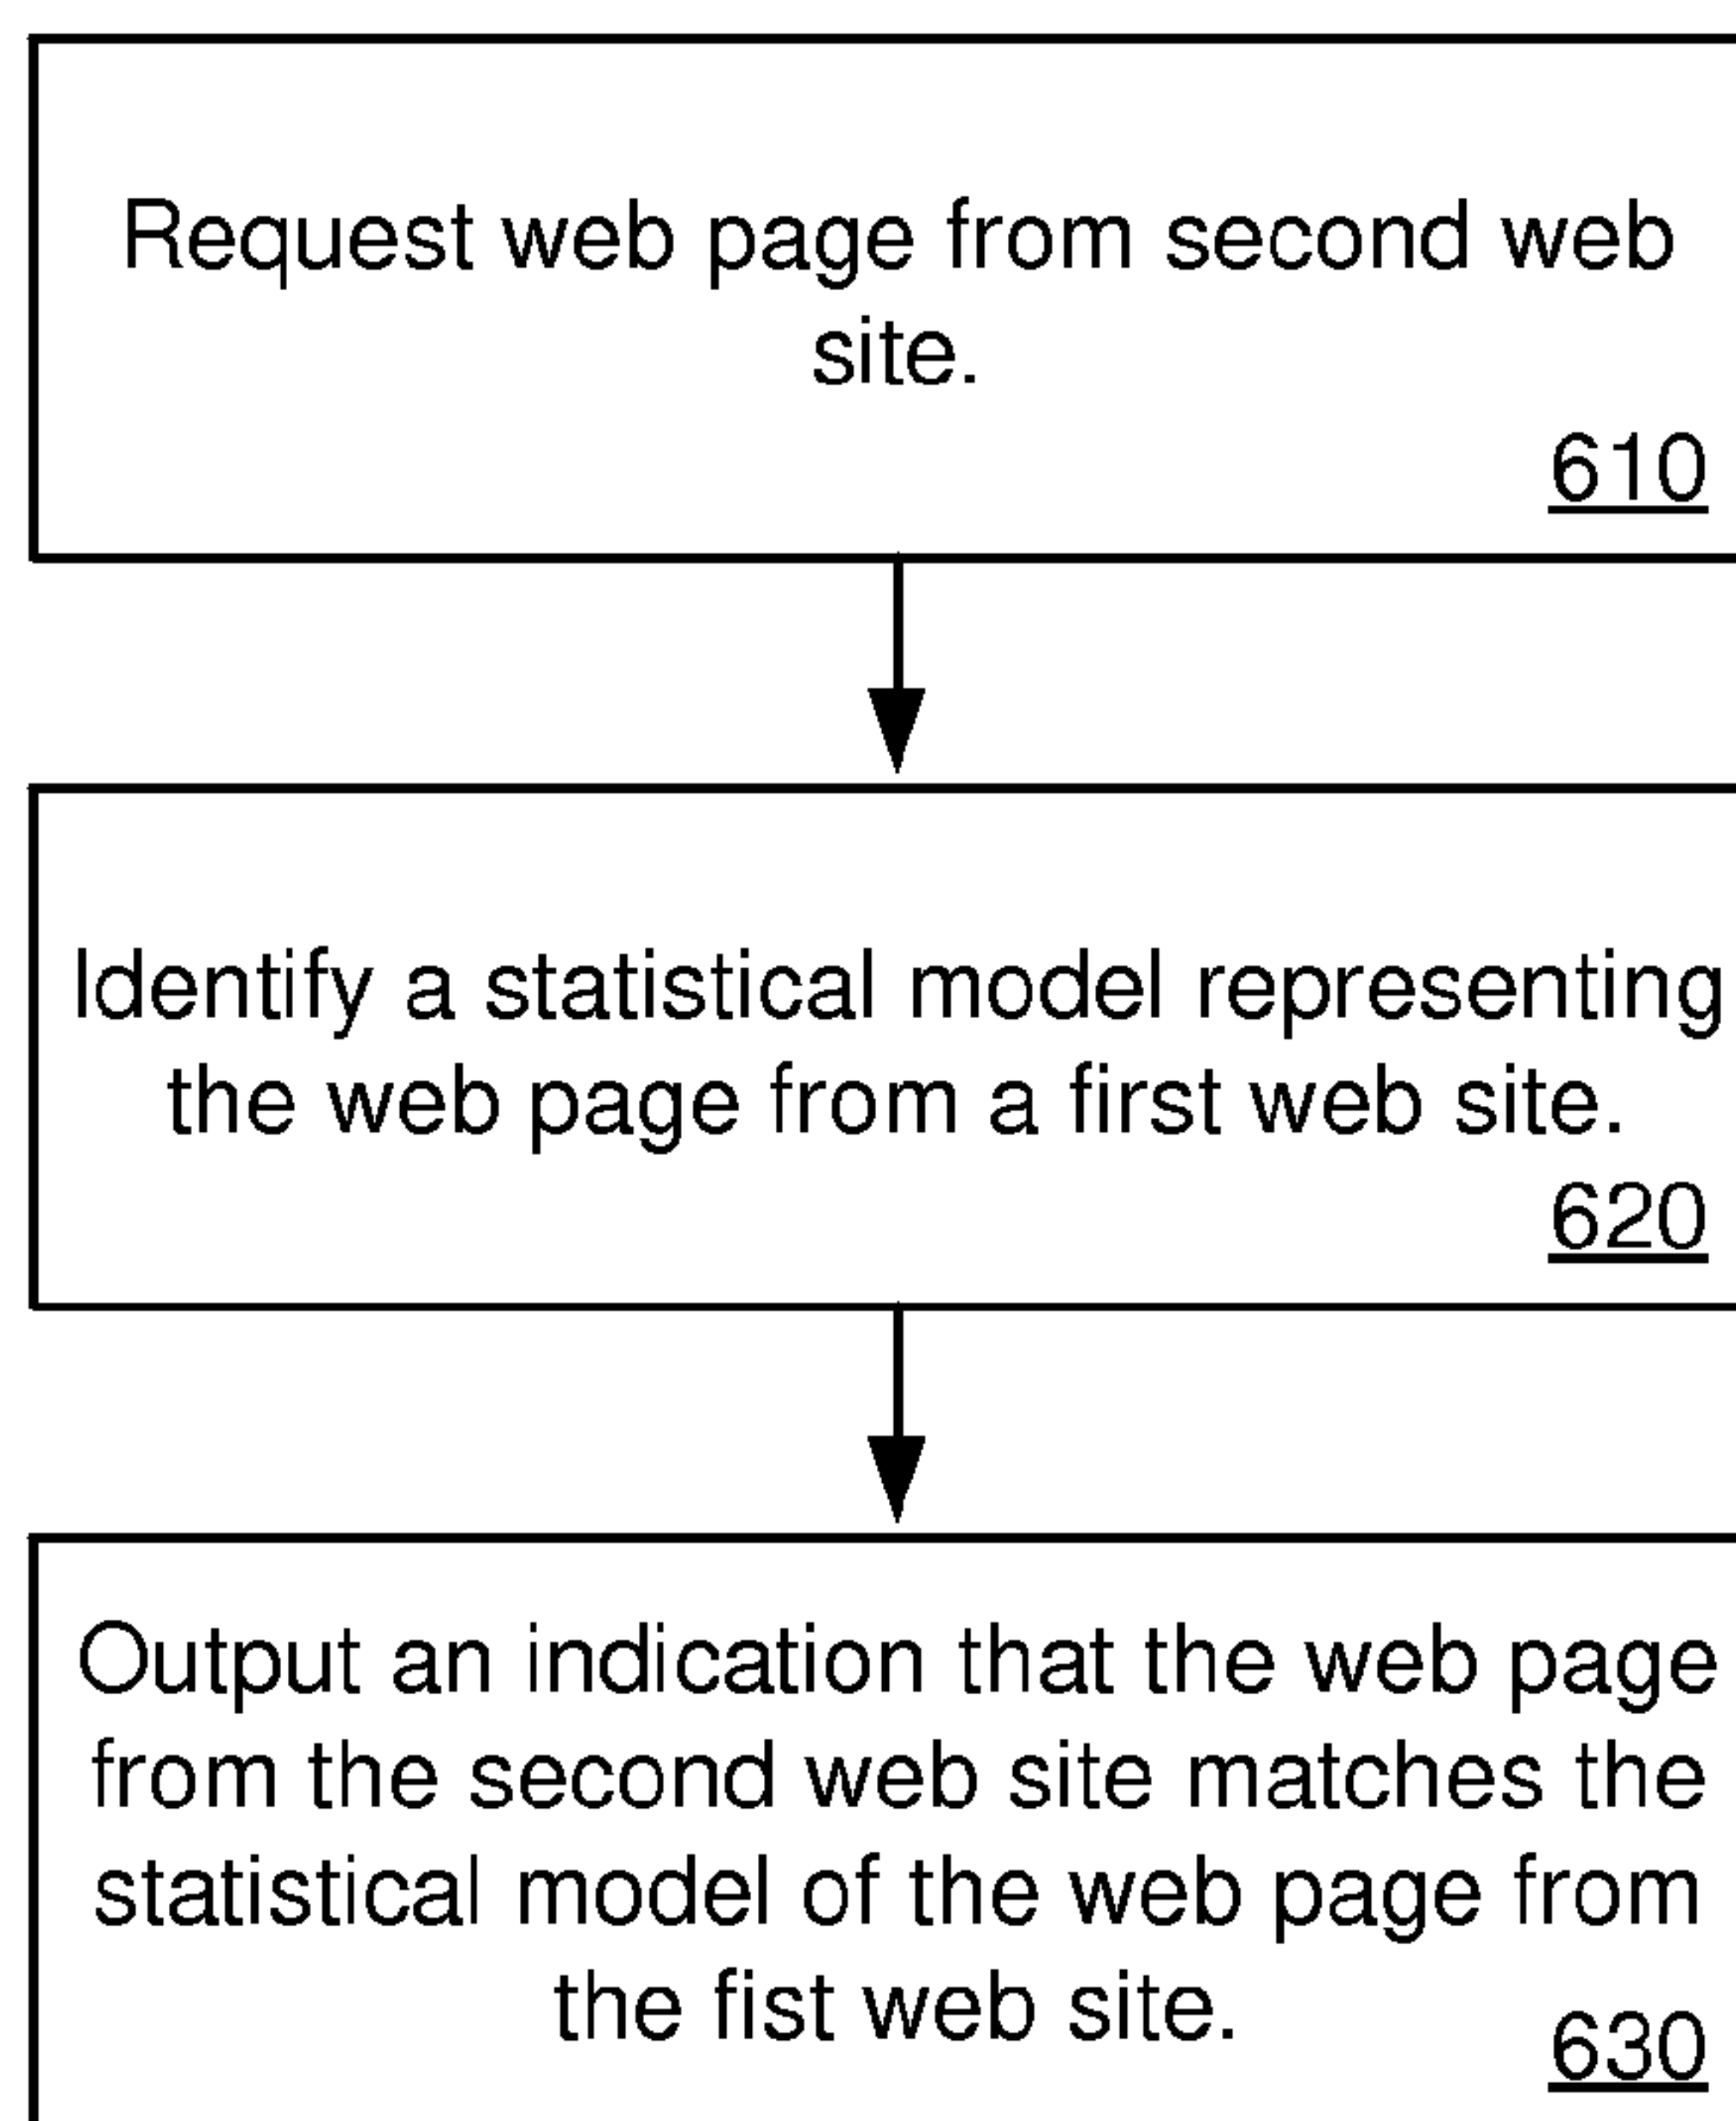 Request web page from second web
site.
610
Identify a statistical model representing
the web page from a first web site.
620
Output an indication that the web page
from the second web site matches the
statistical model of the web page from
the fist web site.
630